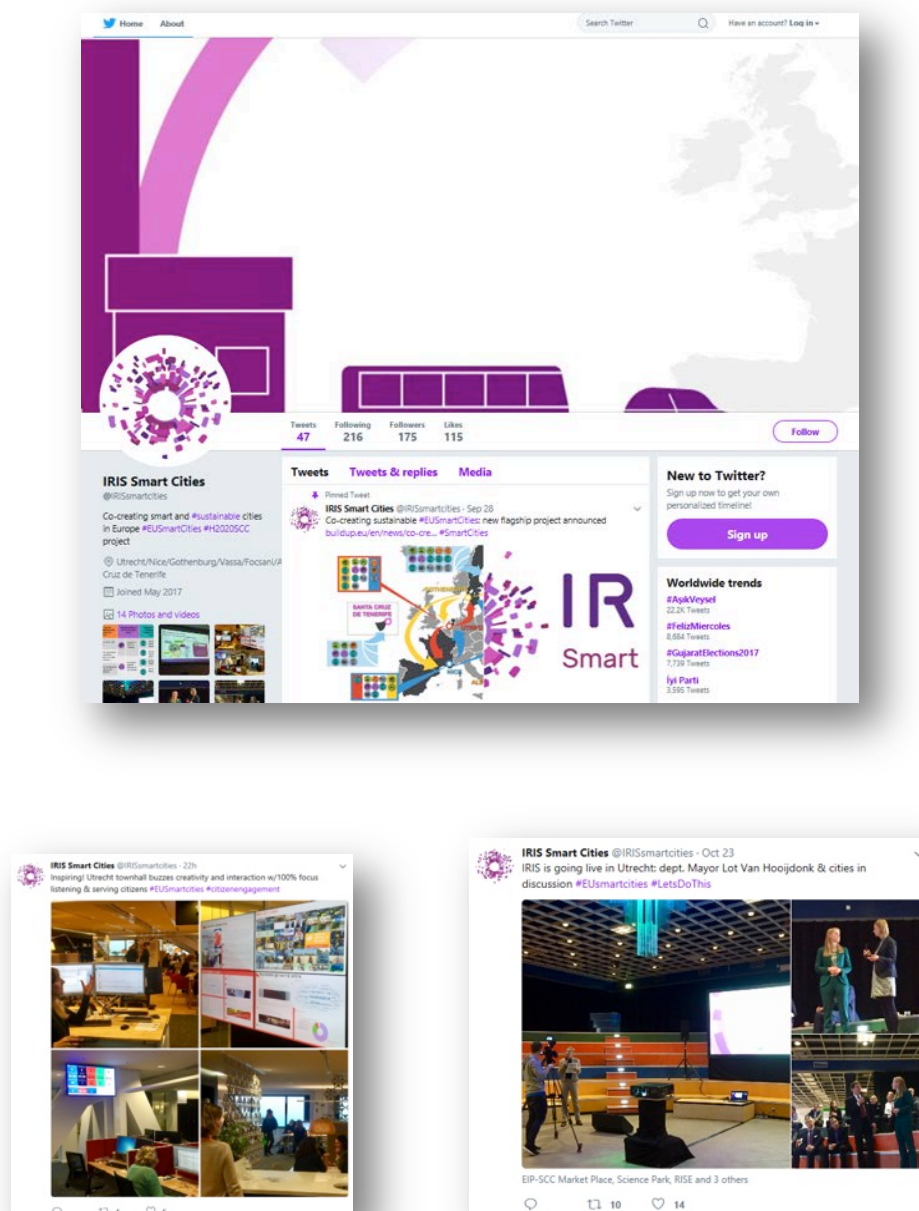 Home About
Search Twitter
Have an account? Log in
Tweets Following Followers Likes
47 216 175 115
Follow
IRIS Smart Cities
@IRISsmartcities
Co-creating smart and #sustainable cities
in Europe #EUSmartCities #H2020SCC
project
Utrecht/Nice/Gothenburg/Vassa/Focsani/A
Cruz de Tenerife
Joined May 2017
14 Photos and videos
Tweets Tweets & replies Media
Pinned Tweet
IRIS Smart Cities @IRISsmartcities · Sep 28
Co-creating sustainable #EUSmartCities: new flagship project announced
buildup.eu/en/news/co-cre... #SmartCities
SANTA CRUZ
DE TENERIFE
NICE
IR
Smart
New to Twitter?
Sign up now to get your own
personalized timeline!
Sign up
Worldwide trends
#AşıkVeysel
22.2K Tweets
#FelizMiercoles
8,684 Tweets
#GujaratElections2017
7,739 Tweets
İyi Parti
3,595 Tweets
IRIS Smart Cities @IRISsmartcities · 22h
Inspiring! Utrecht townhall buzzes creativity and interaction w/100% focus
listening & serving citizens #EUSmartcities #citizenengagement
IRIS Smart Cities @IRISsmartcities · Oct 23
IRIS is going live in Utrecht: dept. Mayor Lot Van Hooijdonk & cities in
discussion #EUsmartcities #LetsDoThis
EIP-SCC Market Place, Science Park, RISE and 3 others
10 14